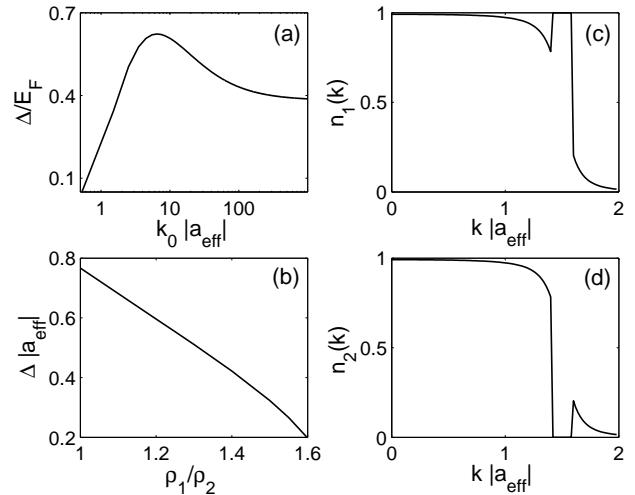 0.7
0.4
0.1
Δ/E_F
(a)
1 10 100
k_0 |a_eff|
1
0.5
0
n_1(k)
(c)
0 1 2
k |a_eff|
0.8
0.6
0.4
0.2
Δ |a_eff|
(b)
1 1.2 1.4 1.6
ρ_1/ρ_2
1
0.5
0
n_2(k)
(d)
0 1 2
k |a_eff|